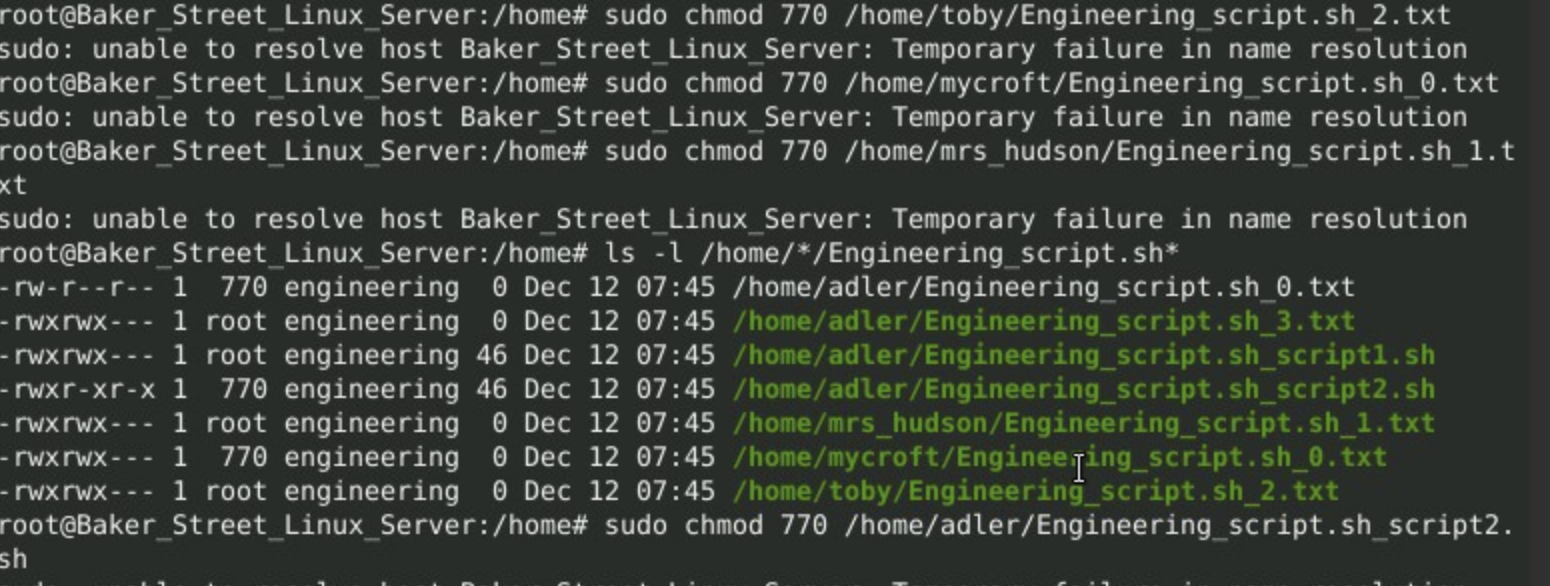 root@Baker_Street_Linux_Server:/home# sudo chmod 770 /home/toby/Engineering_script.sh_2.txt
sudo: unable to resolve host Baker_Street_Linux_Server: Temporary failure in name resolution
root@Baker_Street_Linux_Server:/home# sudo chmod 770 /home/mycroft/Engineering_script.sh_0.txt
sudo: unable to resolve host Baker_Street_Linux_Server: Temporary failure in name resolution
root@Baker_Street_Linux_Server:/home# sudo chmod 770 /home/mrs_hudson/Engineering_script.sh_1.t
xt
sudo: unable to resolve host Baker_Street_Linux_Server: Temporary failure in name resolution
root@Baker_Street_Linux_Server:/home# ls -l /home/*/Engineering_script.sh*
-rw-r--r-- 1  770 engineering  0 Dec 12 07:45 /home/adler/Engineering_script.sh_0.txt
-rwxrwx--- 1 root engineering  0 Dec 12 07:45 /home/adler/Engineering_script.sh_3.txt
-rwxrwx--- 1 root engineering 46 Dec 12 07:45 /home/adler/Engineering_script.sh_script1.sh
-rwxr-xr-x 1  770 engineering 46 Dec 12 07:45 /home/adler/Engineering_script.sh_script2.sh
-rwxrwx--- 1 root engineering  0 Dec 12 07:45 /home/mrs_hudson/Engineering_script.sh_1.txt
-rwxrwx--- 1  770 engineering  0 Dec 12 07:45 /home/mycroft/Engineering_script.sh_0.txt
-rwxrwx--- 1 root engineering  0 Dec 12 07:45 /home/toby/Engineering_script.sh_2.txt
root@Baker_Street_Linux_Server:/home# sudo chmod 770 /home/adler/Engineering_script.sh_script2.
sh